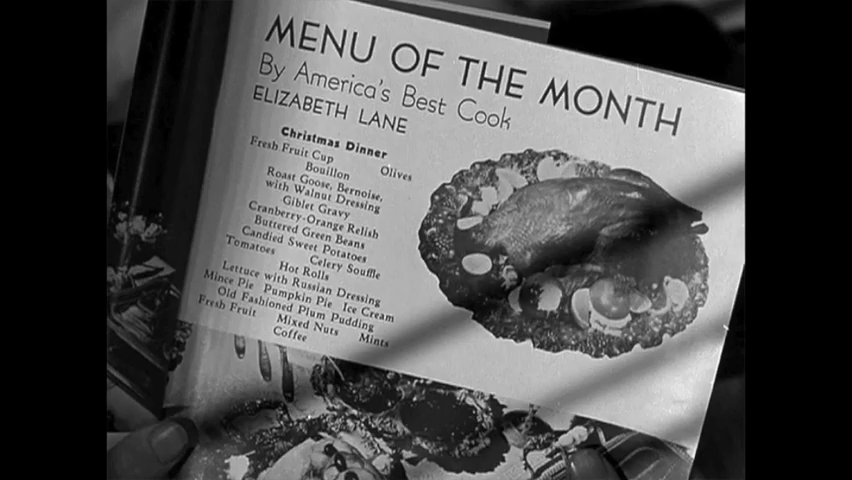 MENU OF THE MONTH
By America's Best Cook
ELIZABETH LANE
Christmas Dinner
Fresh Fruit Cup
Bouillon Olives
Roast Goose, Bernoise,
with Walnut Dressing
Giblet Gravy
Cranberry-Orange Relish
Buttered Green Beans
Candied Sweet Potatoes
Tomatoes Celery Souffle
Hot Rolls
Lettuce with Russian Dressing
Mince Pie Pumpkin Pie Ice Cream
Old Fashioned Plum Pudding
Fresh Fruit Mixed Nuts Mints
Coffee